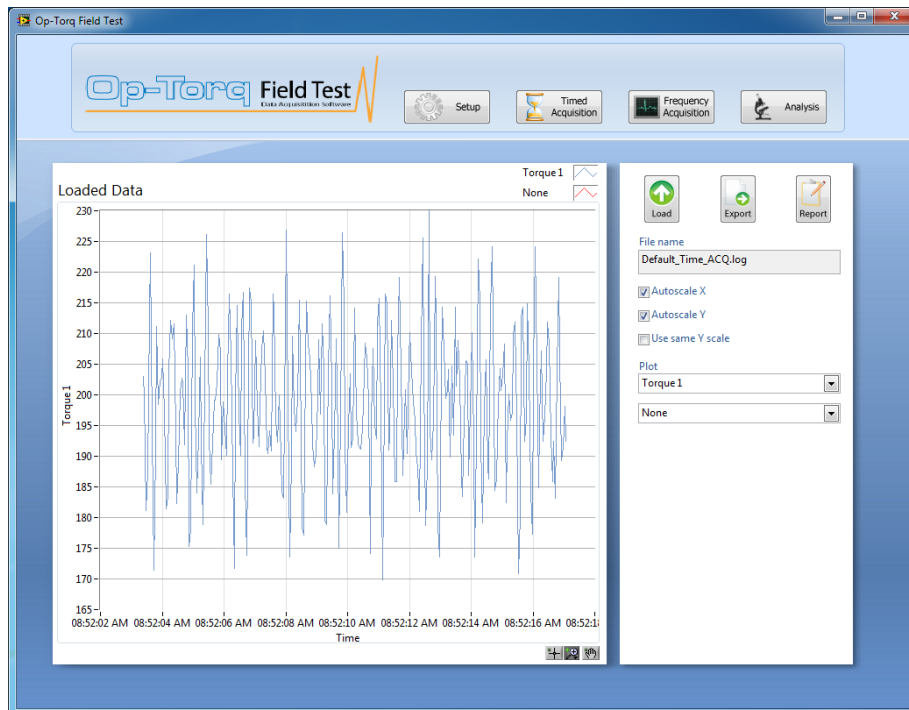 Op-Torq Field Test
Op-Torq Field Test
Data Acquisition Software
Setup
Timed Acquisition
Frequency Acquisition
Analysis
Torque 1
Loaded Data
None
230
225
220
215
210
205
200
195
190
185
180
175
170
165
Torque 1
08:52:02 AM 08:52:04 AM 08:52:06 AM 08:52:08 AM 08:52:10 AM 08:52:12 AM 08:52:14 AM 08:52:16 AM 08:52:18
Time
Load
Export
Report
File name
Default_Time_ACQ.log
Autoscale X
Autoscale Y
Use same Y scale
Plot
Torque 1
None